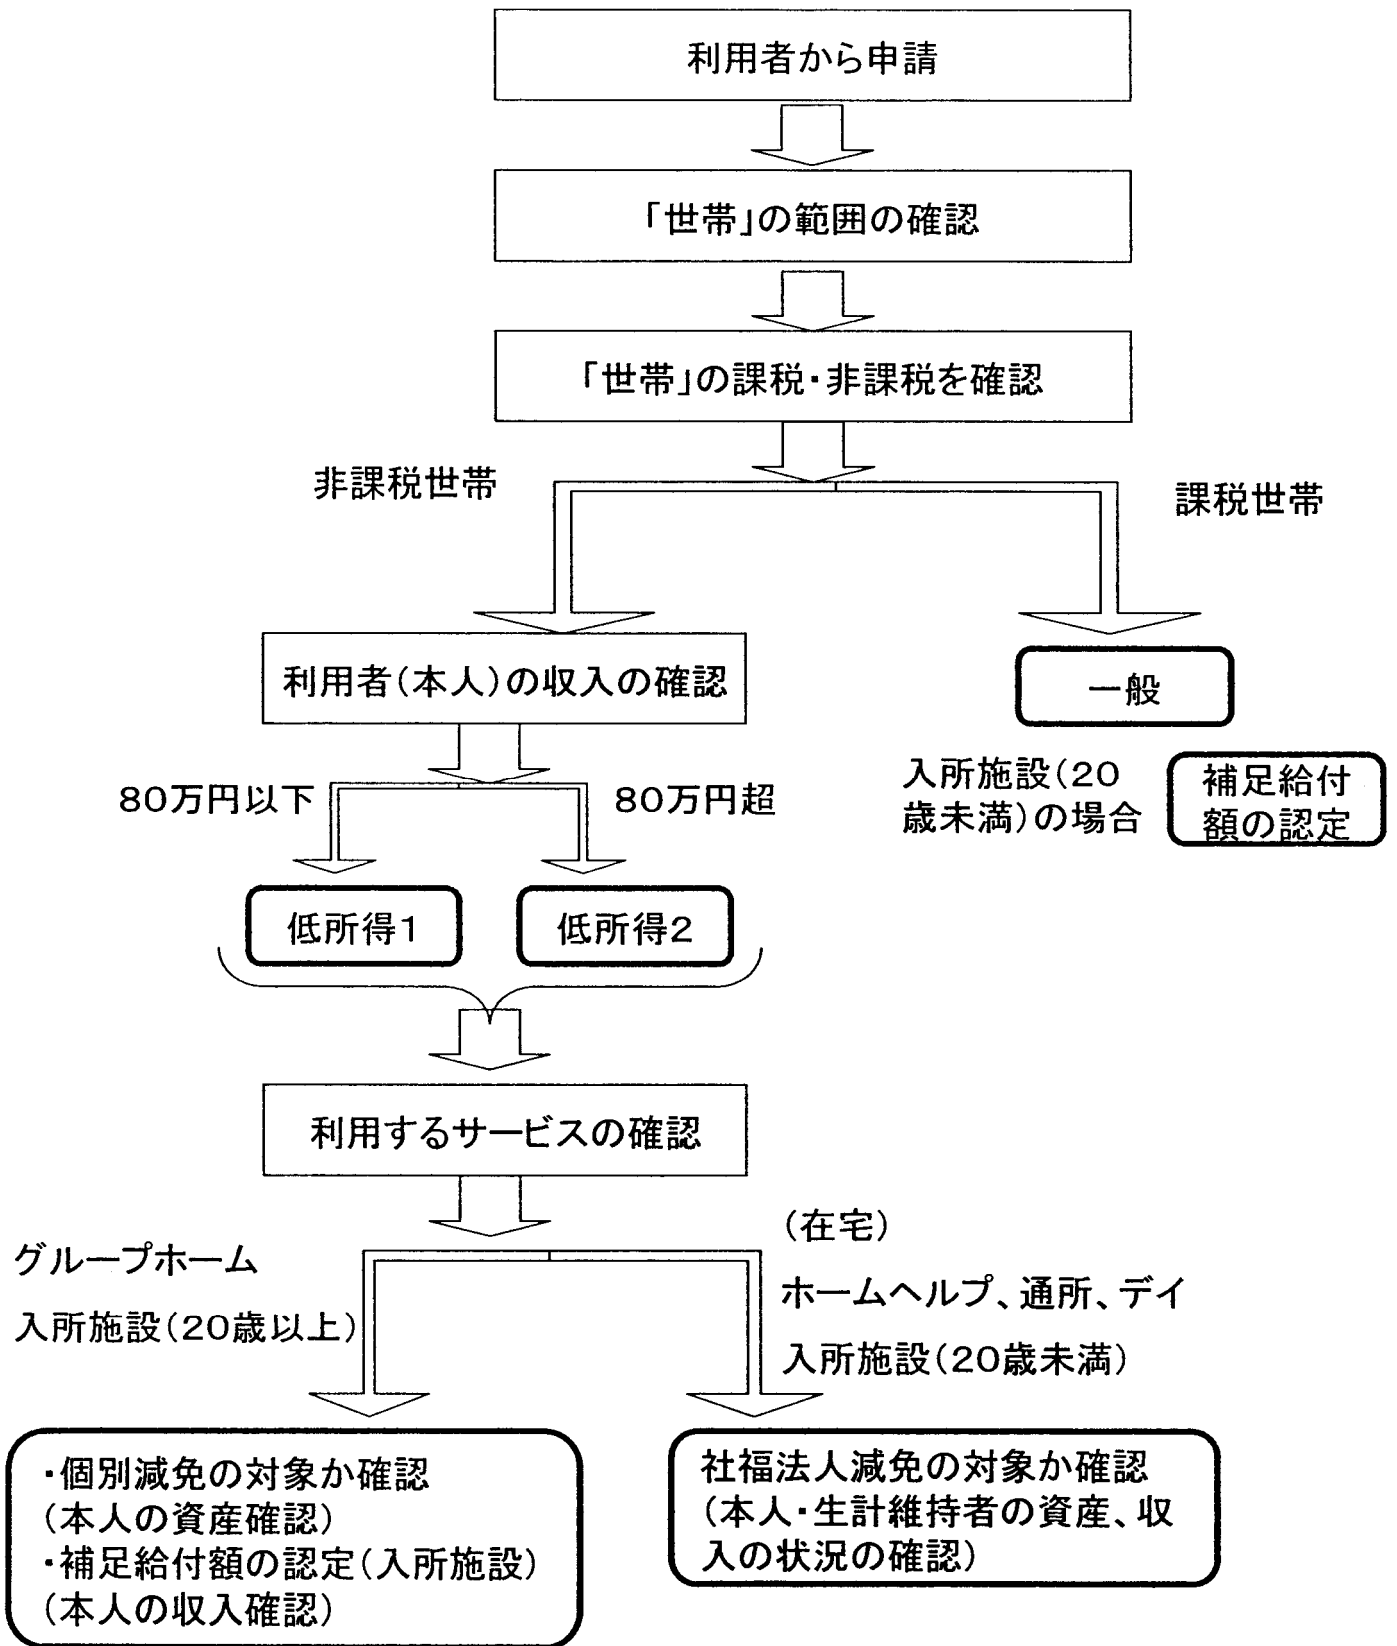 利用者から申請
「世帯」の範囲の確認
「世帯」の課税・非課税を確認
非課税世帯
課税世帯
利用者(本人)の収入の確認
一般
80万円以下
80万円超
入所施設(20
歳未満)の場合
補足給付
額の認定
低所得1
低所得2
利用するサービスの確認
グループホーム
入所施設(20歳以上)
(在宅)
ホームヘルプ、通所、デイ
入所施設(20歳未満)
・個別減免の対象か確認
(本人の資産確認)
・補足給付額の認定(入所施設)
(本人の収入確認)
社福法人減免の対象か確認
(本人・生計維持者の資産、収
入の状況の確認)